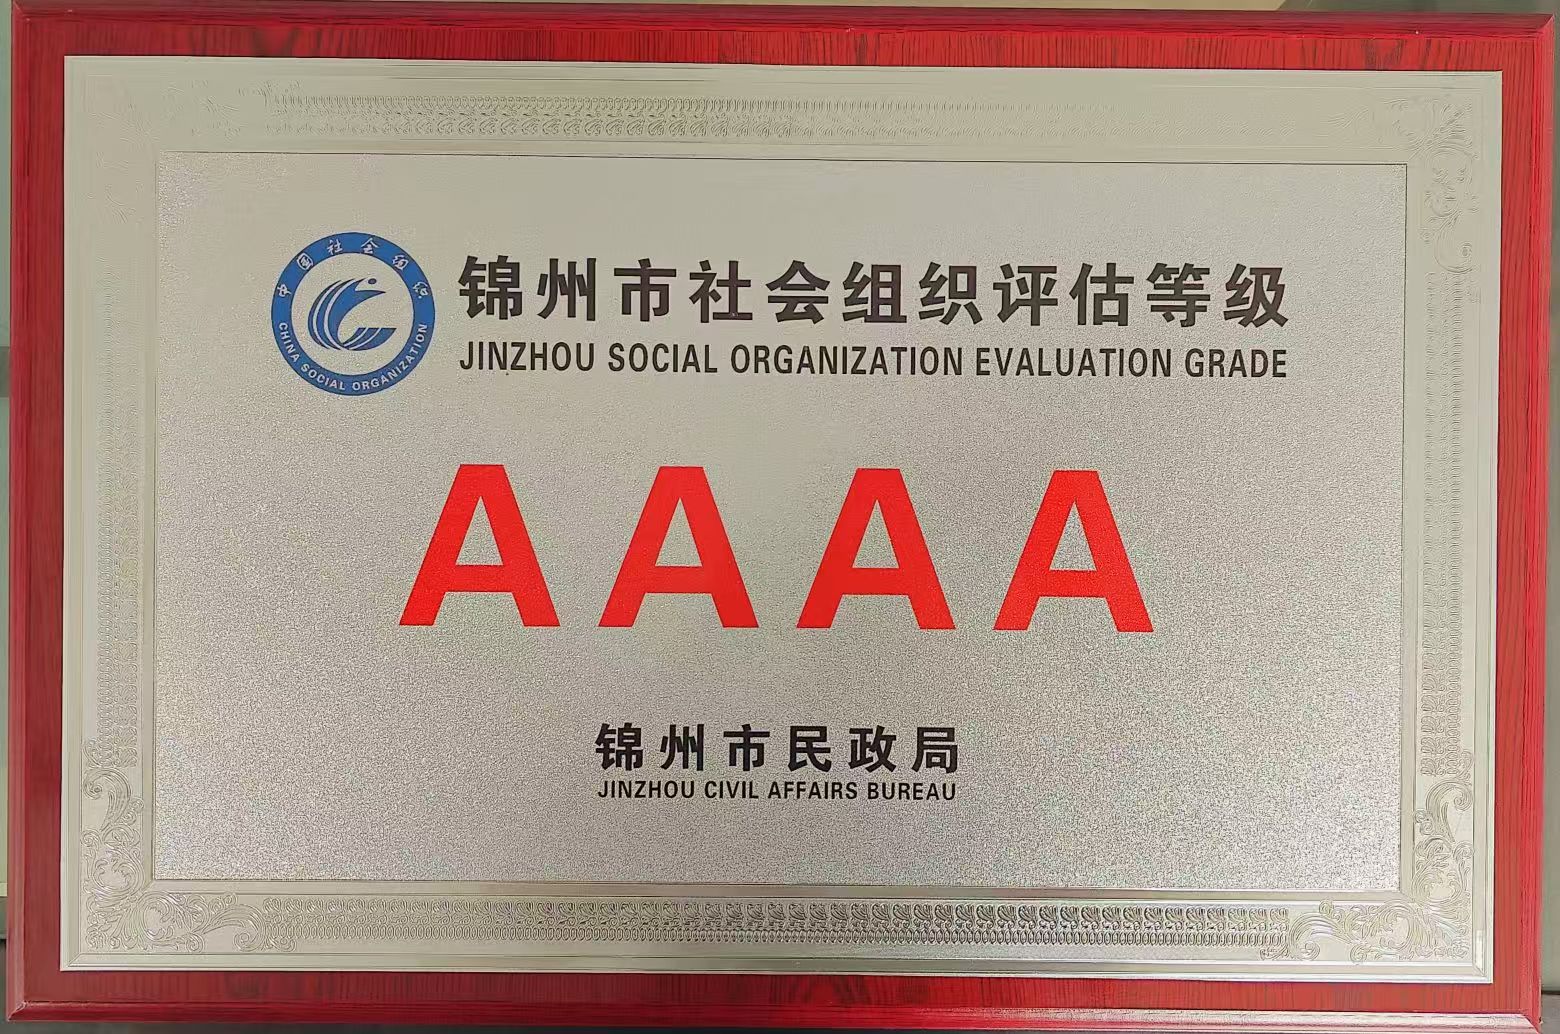 中国社会组织
CHINA SOCIAL ORGANIZATION
锦州市社会组织评估等级
JINZHOU SOCIAL ORGANIZATION EVALUATION GRADE
AAAA
锦州市民政局
JINZHOU CIVIL AFFAIRS BUREAU